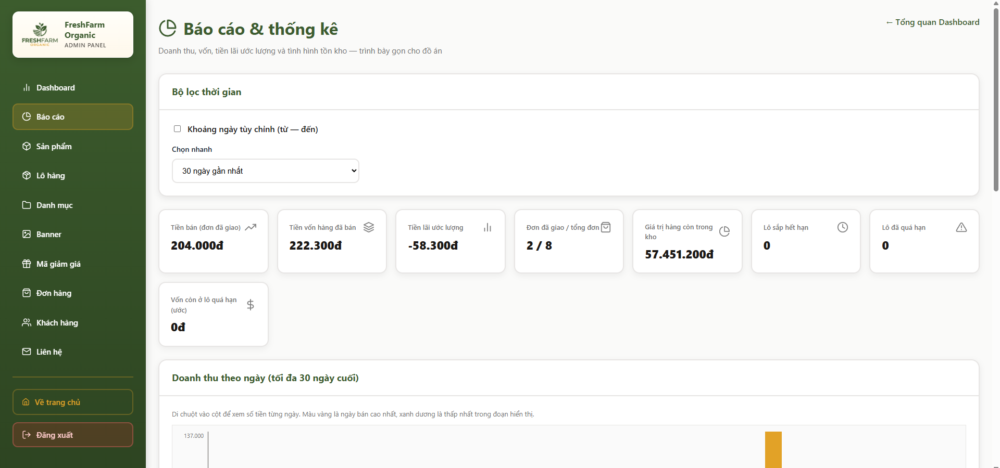 FRESHFARM
ORGANIC
FreshFarm
Organic
ADMIN PANEL
Dashboard
Báo cáo
Sản phẩm
Lô hàng
Danh mục
Banner
Mã giảm giá
Đơn hàng
Khách hàng
Liên hệ
Về trang chủ
Đăng xuất
Báo cáo & thống kê
← Tổng quan Dashboard
Doanh thu, vốn, tiền lãi ước lượng và tình hình tồn kho — trình bày gọn cho đồ án
Bộ lọc thời gian
Khoảng ngày tùy chỉnh (từ — đến)
Chọn nhanh
30 ngày gần nhất
Tiền bán (đơn đã giao)
204.000đ
Tiền vốn hàng đã bán
222.300đ
Tiền lãi ước lượng
-58.300đ
Đơn đã giao / tổng đơn
2 / 8
Giá trị hàng còn trong
kho
57.451.200đ
Lô sắp hết hạn
0
Lô đã quá hạn
0
Vốn còn ở lô quá hạn
(ước)
0đ
Doanh thu theo ngày (tối đa 30 ngày cuối)
Di chuột vào cột để xem số tiền từng ngày. Màu vàng là ngày bán cao nhất, xanh dương là thấp nhất trong đoạn hiển thị.
137.000